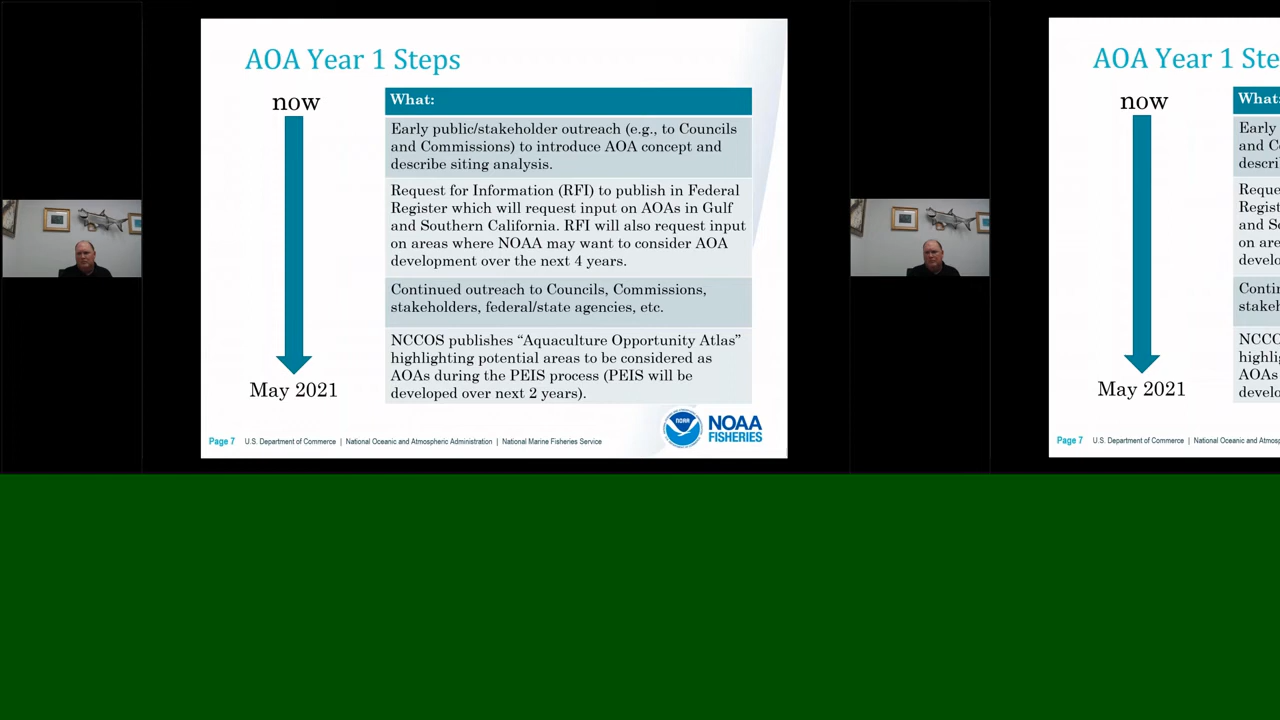 AOA Year 1 Steps
now
What:
Early public/stakeholder outreach (e.g., to Councils
and Commissions) to introduce AOA concept and
describe siting analysis.
Request for Information (RFI) to publish in Federal
Register which will request input on AOAs in Gulf
and Southern California. RFI will also request input
on areas where NOAA may want to consider AOA
development over the next 4 years.
Continued outreach to Councils, Commissions,
stakeholders, federal/state agencies, etc.
NCCOS publishes “Aquaculture Opportunity Atlas”
highlighting potential areas to be considered as
AOAs during the PEIS process (PEIS will be
developed over next 2 years).
May 2021
NOAA
NOAA
FISHERIES
Page 7 U.S. Department of Commerce | National Oceanic and Atmospheric Administration | National Marine Fisheries Service
AOA Year 1 Ste
now
What:
Early
and Co
descri
Reque
Regist
and So
on are
develo
Contin
stakeh
NCCO
highli
AOAs
develo
May 2021
Page 7 U.S. Department of Commerce | National Oceanic and Atmosp